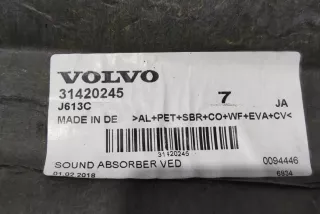 VOLVO
31420245
J613C 7 JA
MADE IN DE >AL+PET+SBR+CO+WF+EVA+CV<
31420245
SOUND ABSORBER VED 0094446
01.02.2018 6834